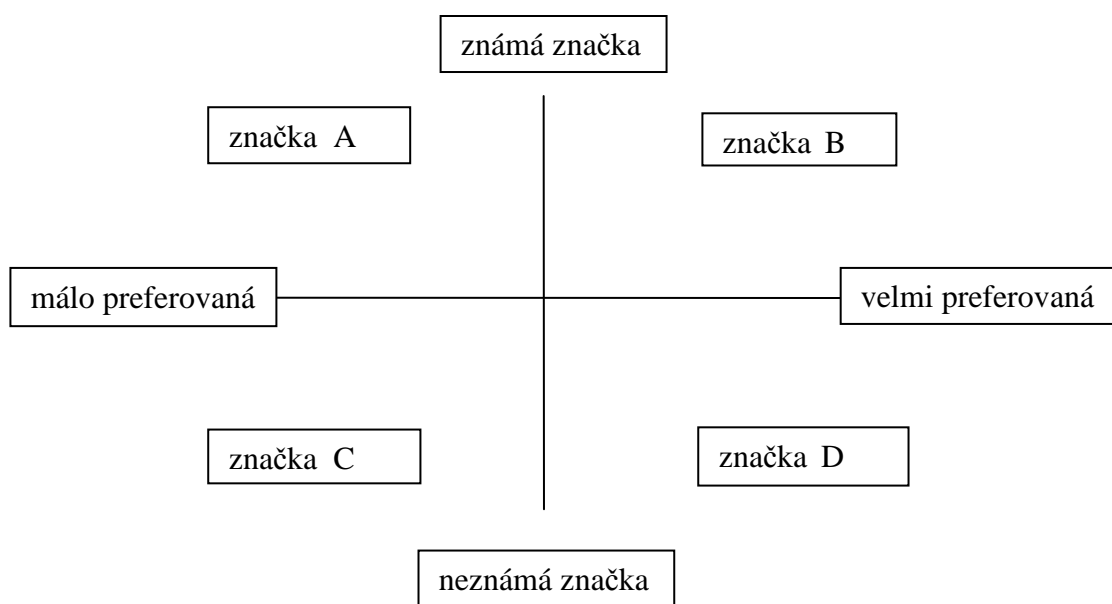 známá značka
značka A
značka B
málo preferovaná
velmi preferovaná
značka C
značka D
neznámá značka